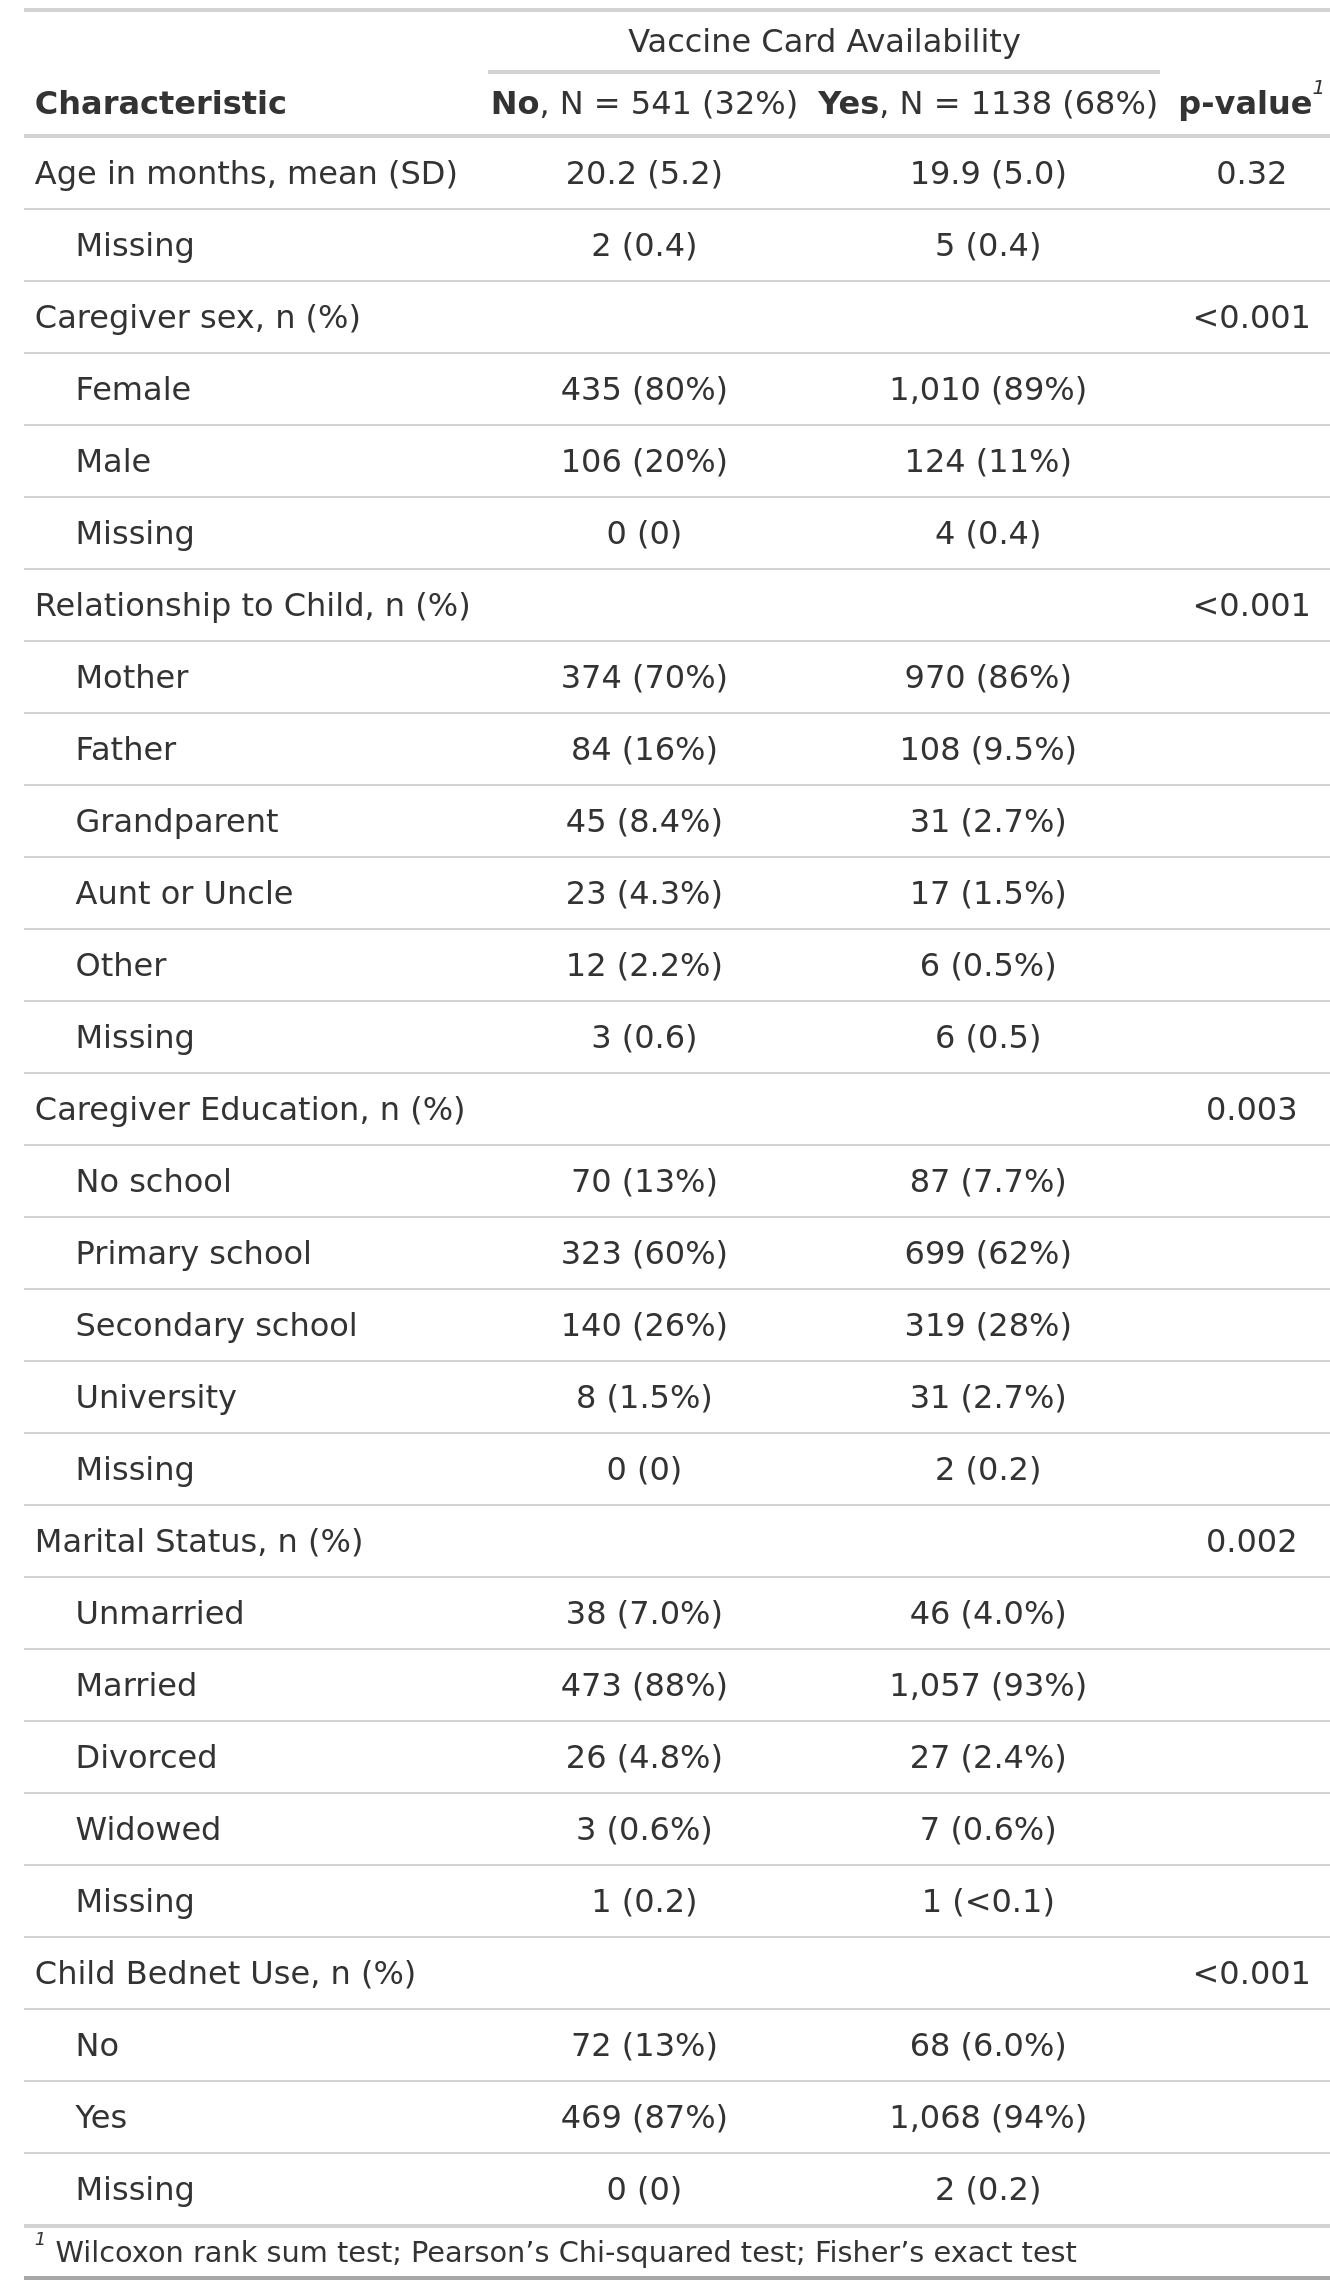 Vaccine Card Availability
Characteristic No, N = 541 (32%) Yes, N = 1138 (68%) p-value1
Age in months, mean (SD) 20.2 (5.2) 19.9 (5.0) 0.32
Missing 2 (0.4) 5 (0.4)
Caregiver sex, n (%) <0.001
Female 435 (80%) 1,010 (89%)
Male 106 (20%) 124 (11%)
Missing 0 (0) 4 (0.4)
Relationship to Child, n (%) <0.001
Mother 374 (70%) 970 (86%)
Father 84 (16%) 108 (9.5%)
Grandparent 45 (8.4%) 31 (2.7%)
Aunt or Uncle 23 (4.3%) 17 (1.5%)
Other 12 (2.2%) 6 (0.5%)
Missing 3 (0.6) 6 (0.5)
Caregiver Education, n (%) 0.003
No school 70 (13%) 87 (7.7%)
Primary school 323 (60%) 699 (62%)
Secondary school 140 (26%) 319 (28%)
University 8 (1.5%) 31 (2.7%)
Missing 0 (0) 2 (0.2)
Marital Status, n (%) 0.002
Unmarried 38 (7.0%) 46 (4.0%)
Married 473 (88%) 1,057 (93%)
Divorced 26 (4.8%) 27 (2.4%)
Widowed 3 (0.6%) 7 (0.6%)
Missing 1 (0.2) 1 (<0.1)
Child Bednet Use, n (%) <0.001
No 72 (13%) 68 (6.0%)
Yes 469 (87%) 1,068 (94%)
Missing 0 (0) 2 (0.2)
1 Wilcoxon rank sum test; Pearson’s Chi-squared test; Fisher’s exact test